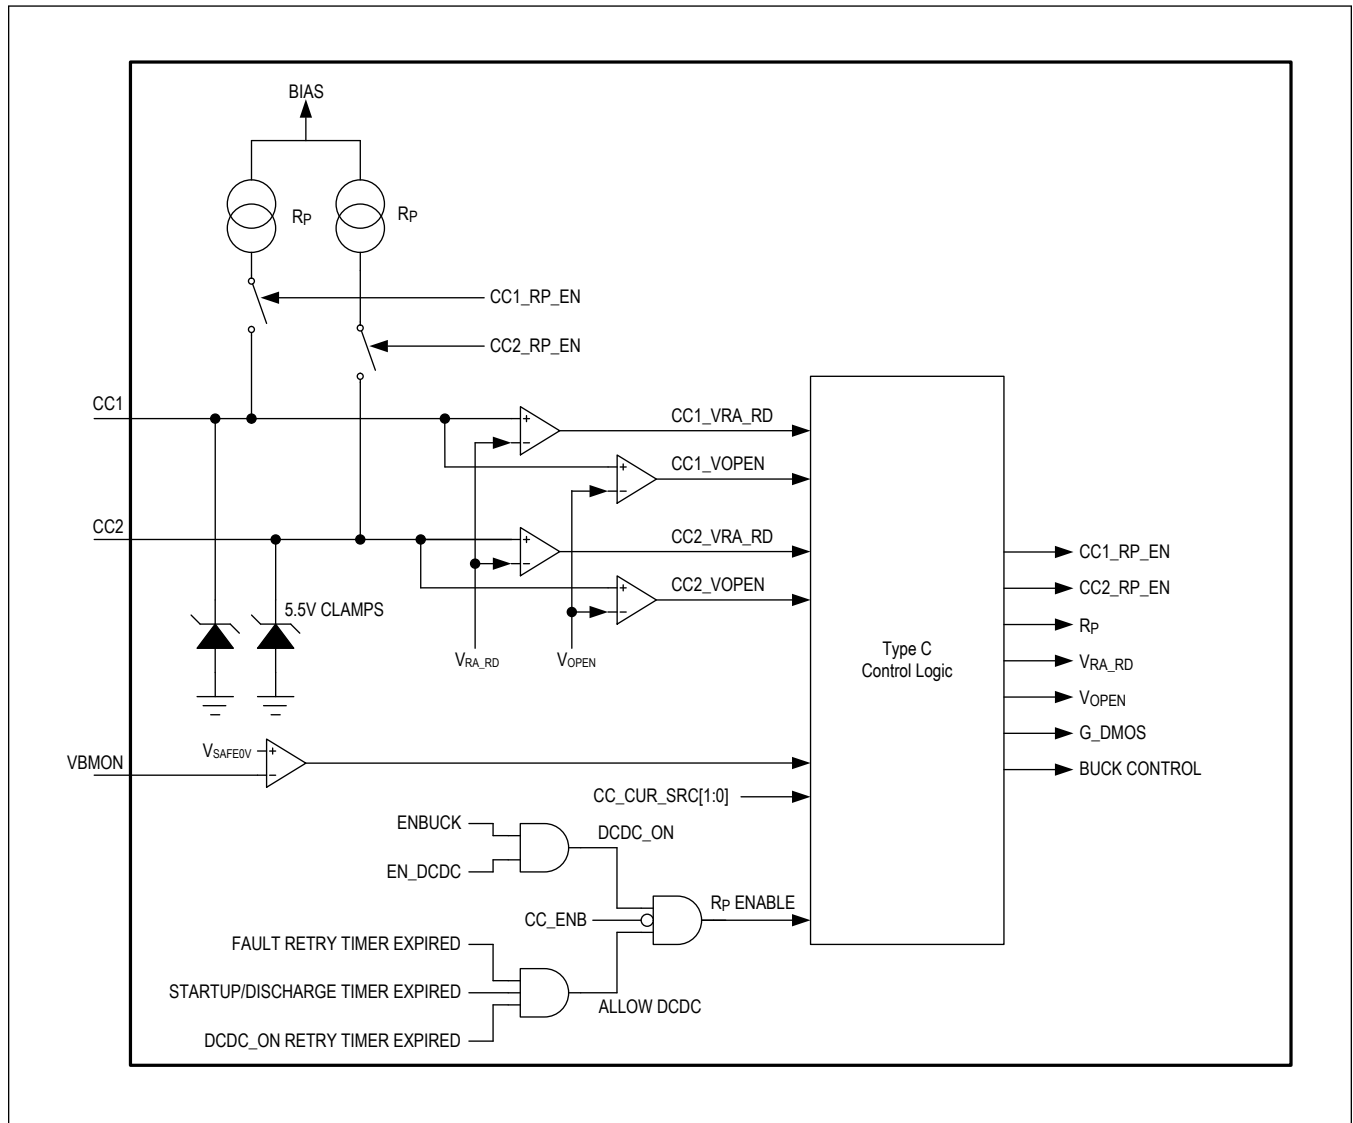 BIAS
RP
RP
CC1_RP_EN
CC2_RP_EN
CC1
CC1_VRA_RD
CC1_VOPEN
CC2
CC2_VRA_RD
CC2_VOPEN
5.5V CLAMPS
VRA_RD
VOPEN
Type C
Control Logic
CC1_RP_EN
CC2_RP_EN
RP
VRA_RD
VOPEN
G_DMOS
BUCK CONTROL
VSAFE0V
VBMON
CC_CUR_SRC[1:0]
ENBUCK
DCDC_ON
EN_DCDC
CC_ENB
RP ENABLE
FAULT RETRY TIMER EXPIRED
STARTUP/DISCHARGE TIMER EXPIRED
ALLOW DCDC
DCDC_ON RETRY TIMER EXPIRED